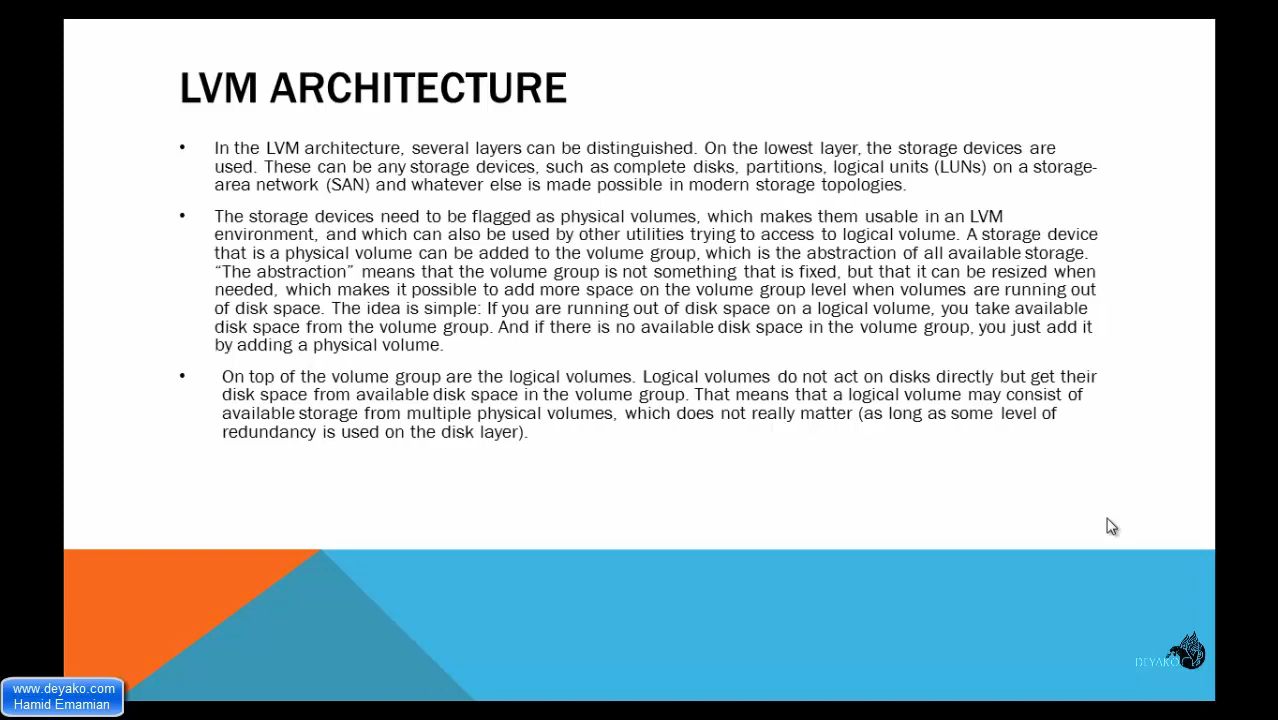 LVM ARCHITECTURE
• In the LVM architecture, several layers can be distinguished. On the lowest layer, the storage devices are
used. These can be any storage devices, such as complete disks, partitions, logical units (LUNs) on a storage-
area network (SAN) and whatever else is made possible in modern storage topologies.
• The storage devices need to be flagged as physical volumes, which makes them usable in an LVM
environment, and which can also be used by other utilities trying to access to logical volume. A storage device
that is a physical volume can be added to the volume group, which is the abstraction of all available storage.
“The abstraction” means that the volume group is not something that is fixed, but that it can be resized when
needed, which makes it possible to add more space on the volume group level when volumes are running out
of disk space. The idea is simple: If you are running out of disk space on a logical volume, you take available
disk space from the volume group. And if there is no available disk space in the volume group, you just add it
by adding a physical volume.
• On top of the volume group are the logical volumes. Logical volumes do not act on disks directly but get their
disk space from available disk space in the volume group. That means that a logical volume may consist of
available storage from multiple physical volumes, which does not really matter (as long as some level of
redundancy is used on the disk layer).
DEYAKO
www.deyako.com
Hamid Emamian